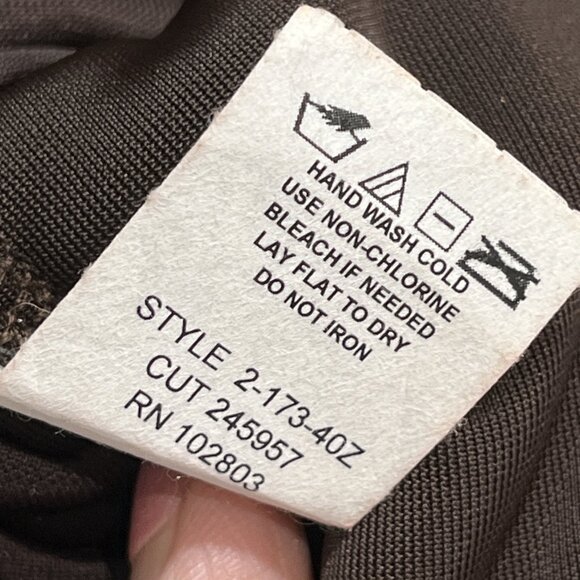 HAND WASH COLD
USE NON-CHLORINE
BLEACH IF NEEDED
LAY FLAT TO DRY
DO NOT IRON
STYLE 2-173-40Z
CUT 245957
RN 102803